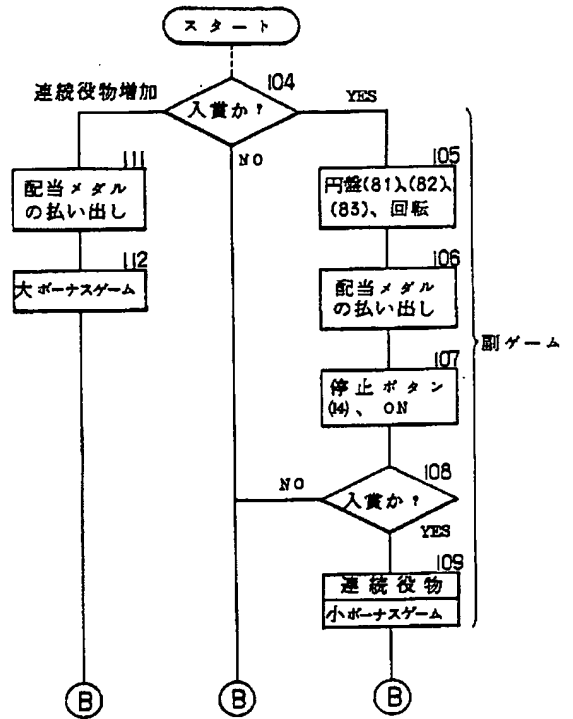 スタート
104
連続役物増加
入賞か?
YES
NO
111
配当メダル
の払い出し
105
円盤(81)、(82)、
(83)、回転
112
大ボーナスゲーム
106
配当メダル
の払い出し
副ゲーム
107
停止ボタン
(14)、ON
108
NO
入賞か?
YES
109
連続役物
小ボーナスゲーム
B
B
B